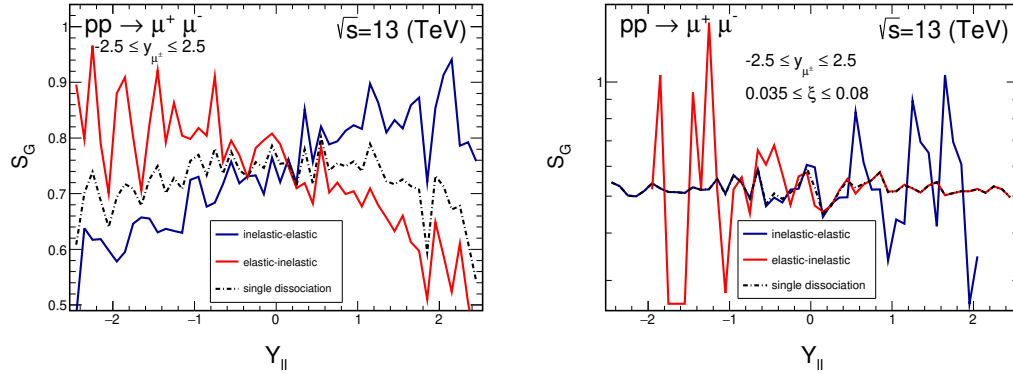 pp → μ⁺ μ⁻
√s=13 (TeV)
-2.5 ≤ y_μ± ≤ 2.5
1
0.9
0.8
0.7
0.6
0.5
S_G
inelastic-elastic
elastic-inelastic
single dissociation
−2 −1 0 1 2
Y_ll
pp → μ⁺ μ⁻
√s=13 (TeV)
-2.5 ≤ y_μ± ≤ 2.5
0.035 ≤ ξ ≤ 0.08
1
S_G
inelastic-elastic
elastic-inelastic
single dissociation
−2 −1 0 1 2
Y_ll